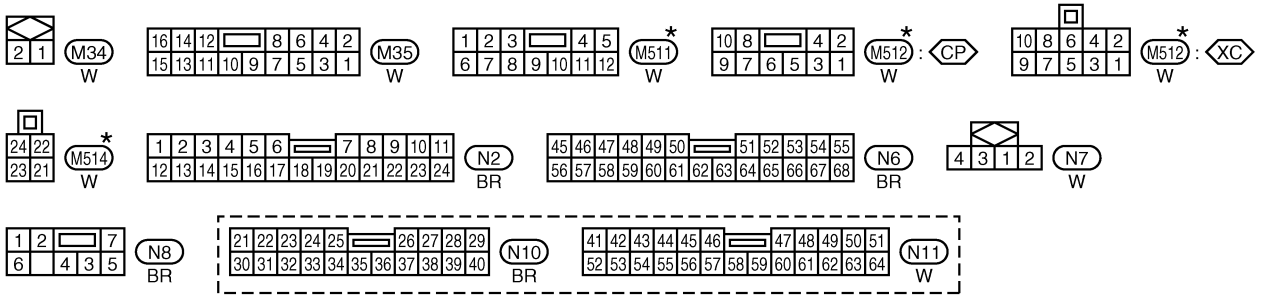 2 1 M34 W
16 14 12 8 6 4 2
15 13 11 10 9 7 5 3 1 M35 W
1 2 3 4 5
6 7 8 9 10 11 12 M511 * W
10 8 4 2
9 7 6 5 3 1 M512 * : CP W
10 8 6 4 2
9 7 5 3 1 M512 * : XC W
24 22
23 21 M514 * W
1 2 3 4 5 6 7 8 9 10 11
12 13 14 15 16 17 18 19 20 21 22 23 24 N2 BR
45 46 47 48 49 50 51 52 53 54 55
56 57 58 59 60 61 62 63 64 65 66 67 68 N6 BR
4 3 1 2 N7 W
1 2 7
6 4 3 5 N8 BR
21 22 23 24 25 26 27 28 29
30 31 32 33 34 35 36 37 38 39 40 N10 BR
41 42 43 44 45 46 47 48 49 50 51
52 53 54 55 56 57 58 59 60 61 62 63 64 N11 W